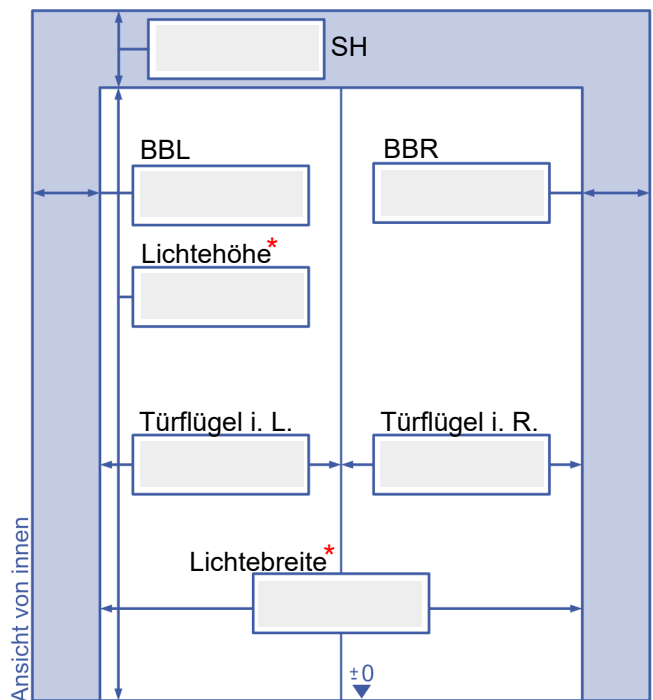 SH
BBL
BBR
Lichtehöhe*
Türflügel i. L.
Türflügel i. R.
Lichtebreite*
±0
Ansicht von innen